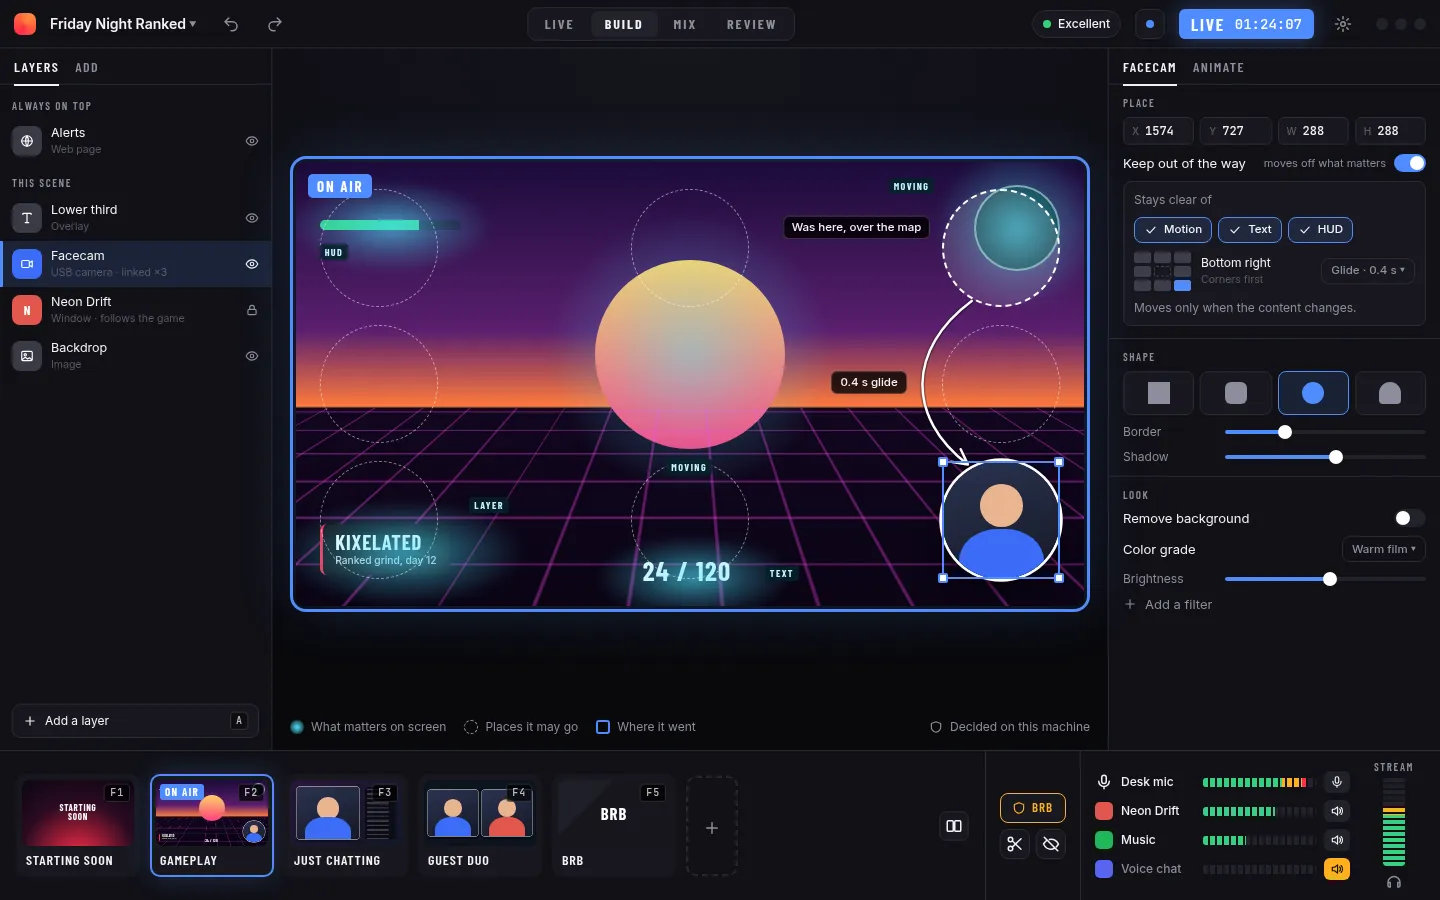 Friday Night Ranked
LIVE BUILD MIX REVIEW
Excellent
LIVE 01:24:07
LAYERS ADD
ALWAYS ON TOP
Alerts
Web page
THIS SCENE
Lower third
Overlay
Facecam
USB camera · linked ×3
N
Neon Drift
Window · follows the game
Backdrop
Image
Add a layer A
ON AIR
HUD
MOVING
Was here, over the map
0.4 s glide
MOVING
LAYER
KIXELATED
Ranked grind, day 12
24 / 120
TEXT
What matters on screen
Places it may go
Where it went
Decided on this machine
FACECAM ANIMATE
PLACE
X 1574 Y 727 W 288 H 288
Keep out of the way moves off what matters
Stays clear of
Motion Text HUD
Bottom right
Corners first
Glide · 0.4 s
Moves only when the content changes.
SHAPE
Border
Shadow
LOOK
Remove background
Color grade Warm film
Brightness
Add a filter
F1
STARTING
SOON
STARTING SOON
ON AIR
F2
GAMEPLAY
F3
JUST CHATTING
F4
GUEST DUO
F5
BRB
BRB
BRB
Desk mic
Neon Drift
Music
Voice chat
STREAM